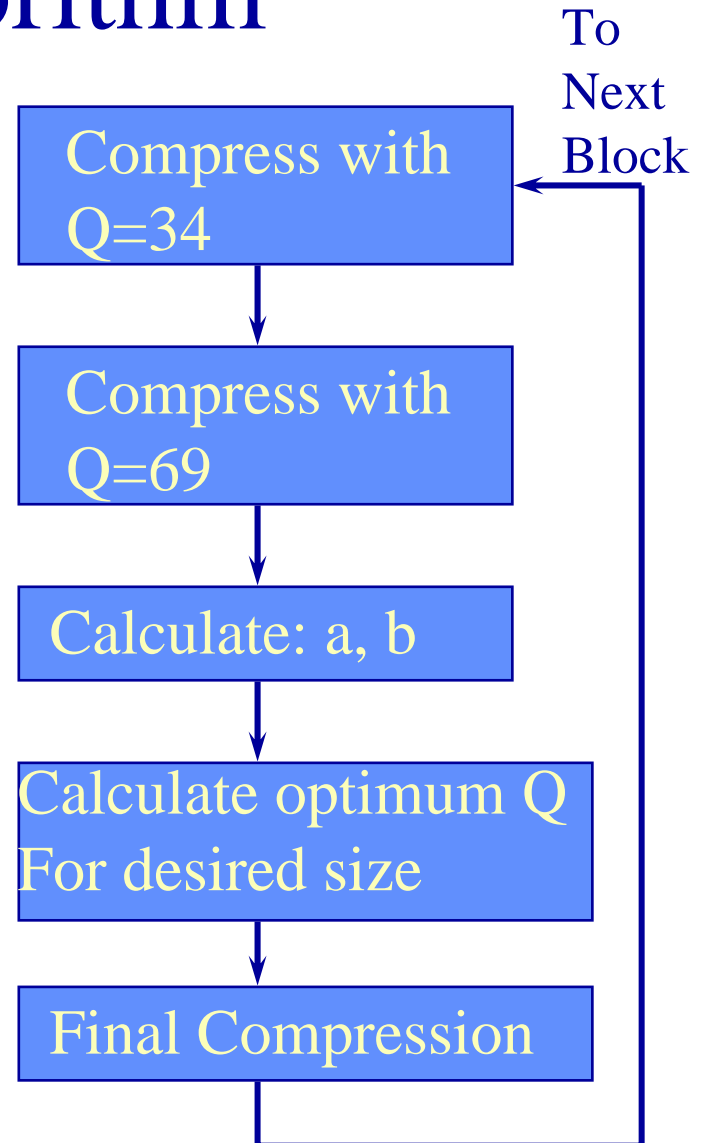 To
Next
Block
Compress with
Q=34
Compress with
Q=69
Calculate: a, b
Calculate optimum Q
For desired size
Final Compression